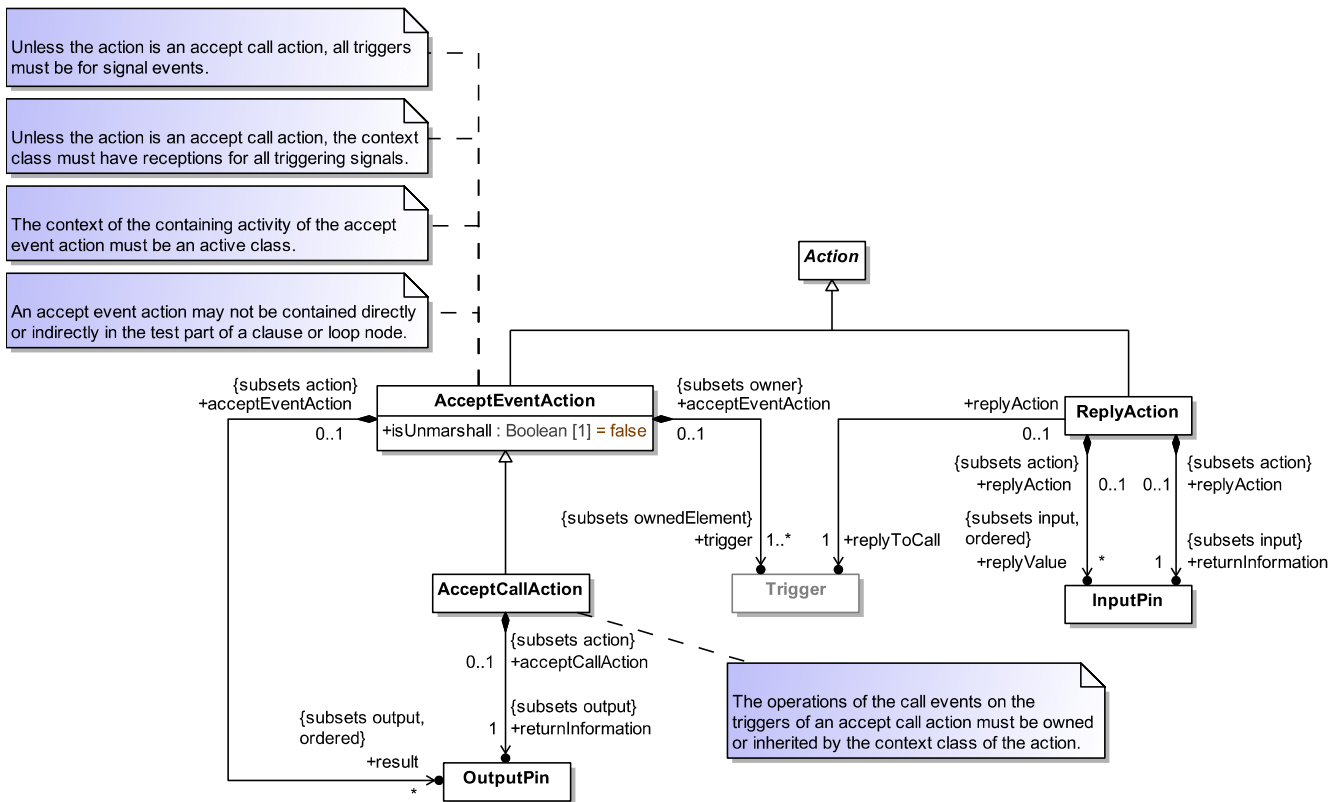 Unless the action is an accept call action, all triggers
must be for signal events.
Unless the action is an accept call action, the context
class must have receptions for all triggering signals.
The context of the containing activity of the accept
event action must be an active class.
An accept event action may not be contained directly
or indirectly in the test part of a clause or loop node.
Action
{subsets action}
+acceptEventAction
0..1
AcceptEventAction
+isUnmarshall : Boolean [1] = false
{subsets owner}
+acceptEventAction
0..1
+replyAction
0..1
ReplyAction
{subsets action}
+replyAction
0..1
0..1
{subsets action}
+replyAction
{subsets ownedElement}
+trigger
1..*
1
+replyToCall
{subsets input,
ordered}
+replyValue
*
1
{subsets input}
+returnInformation
AcceptCallAction
Trigger
InputPin
0..1
{subsets action}
+acceptCallAction
{subsets output}
1
+returnInformation
{subsets output,
ordered}
+result
*
OutputPin
The operations of the call events on the
triggers of an accept call action must be owned
or inherited by the context class of the action.